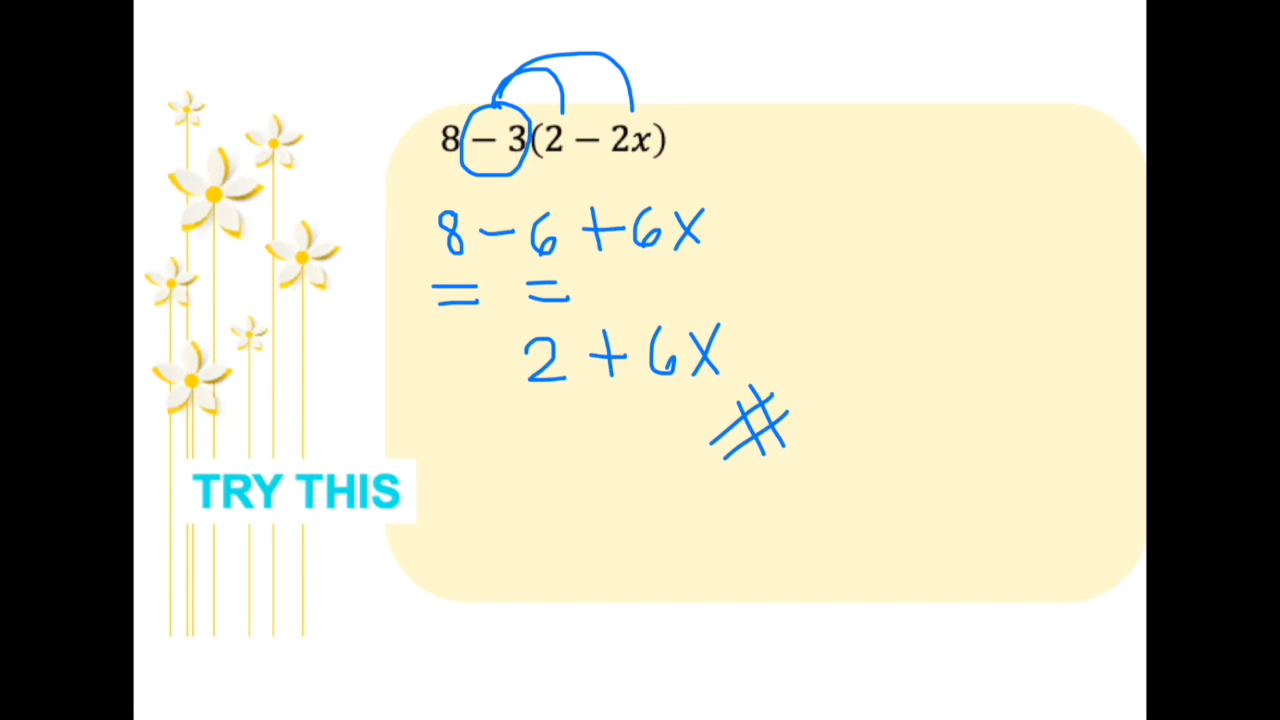 8 − 3(2 − 2x)
8 - 6 + 6x
= =
2 + 6x
#
TRY THIS